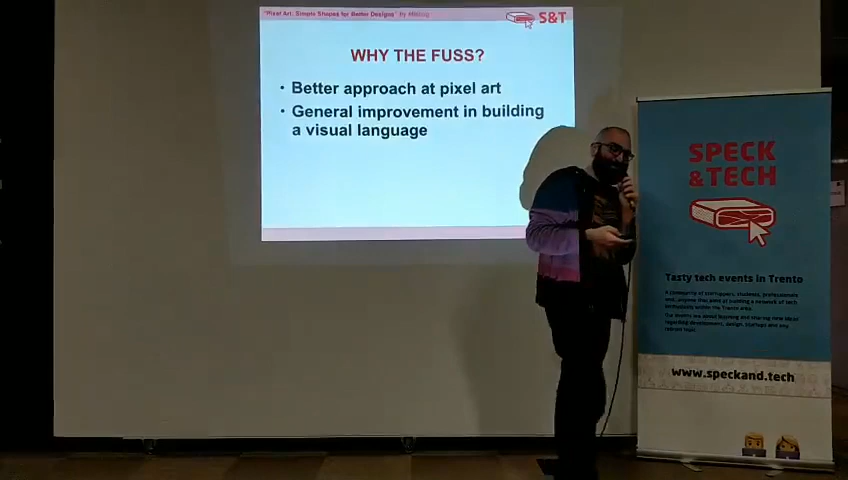 "Pixel Art: Simple Shapes for Better Designs" by
S&T
WHY THE FUSS?
• Better approach at pixel art
• General improvement in building
a visual language
SPECK
&TECH
Tasty tech events in Trento
www.speckand.tech